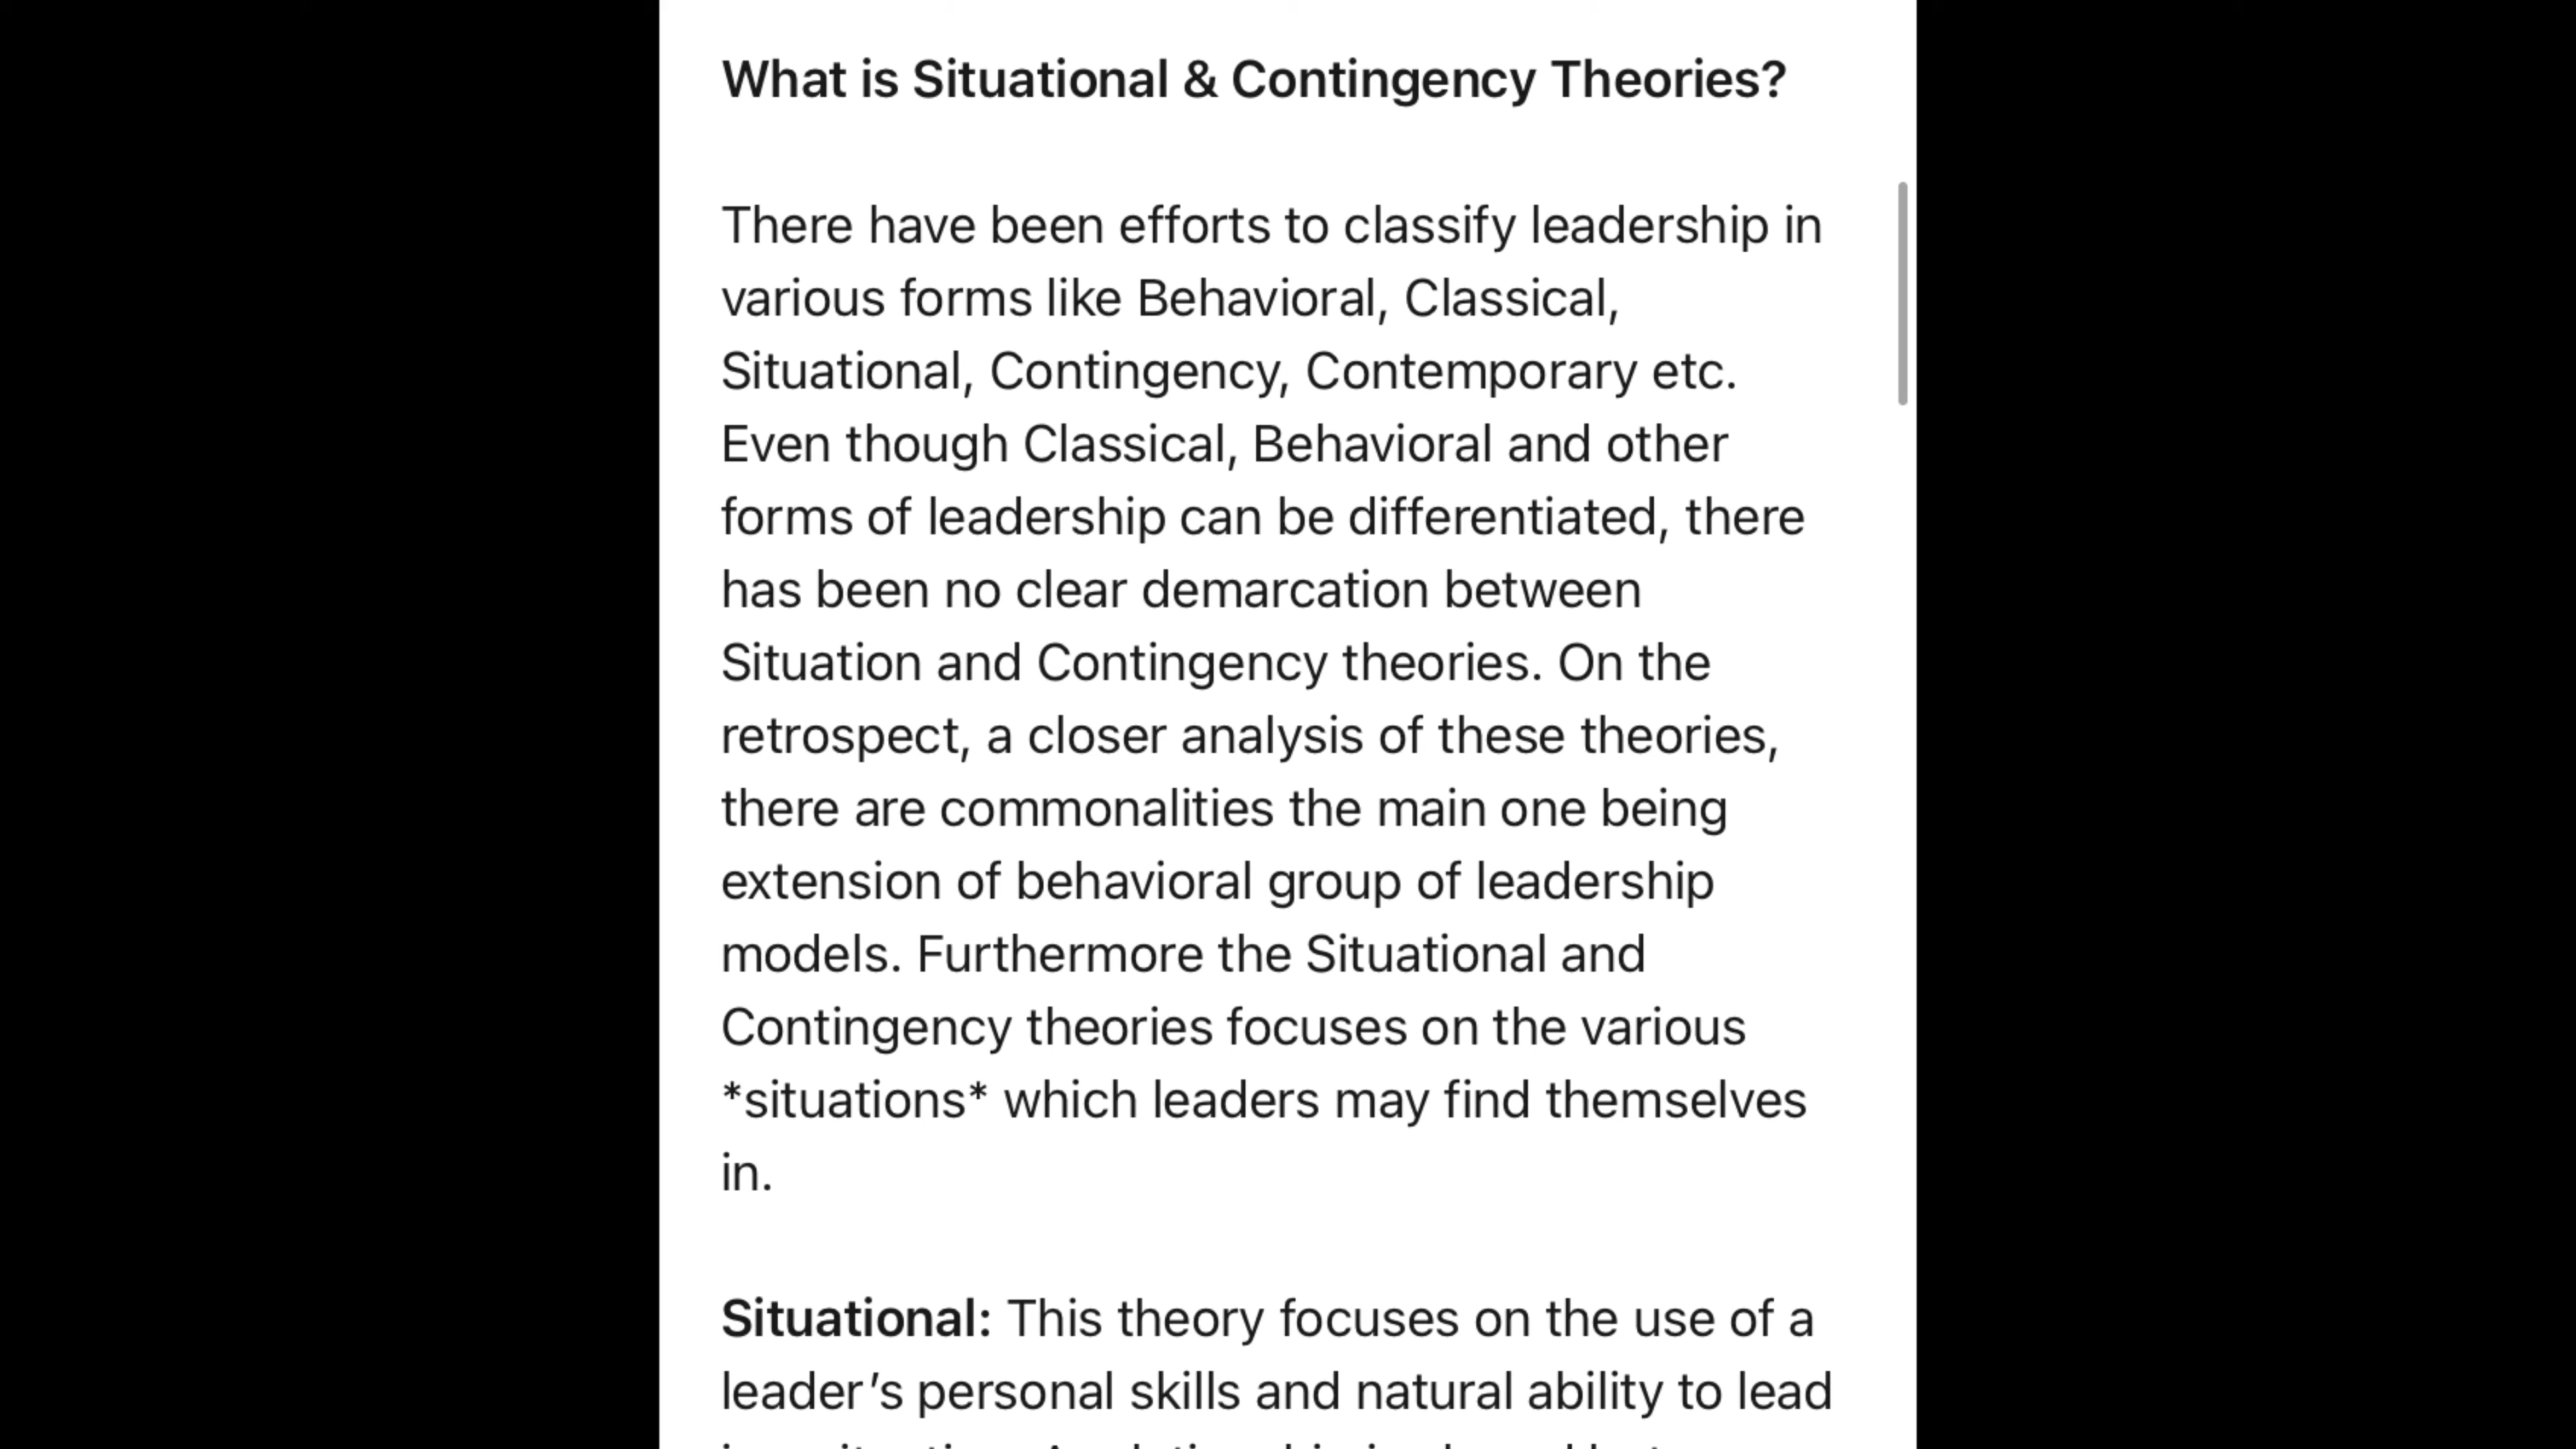 What is Situational & Contingency Theories?
There have been efforts to classify leadership in
various forms like Behavioral, Classical,
Situational, Contingency, Contemporary etc.
Even though Classical, Behavioral and other
forms of leadership can be differentiated, there
has been no clear demarcation between
Situation and Contingency theories. On the
retrospect, a closer analysis of these theories,
there are commonalities the main one being
extension of behavioral group of leadership
models. Furthermore the Situational and
Contingency theories focuses on the various
*situations* which leaders may find themselves
in.
Situational: This theory focuses on the use of a
leader’s personal skills and natural ability to lead